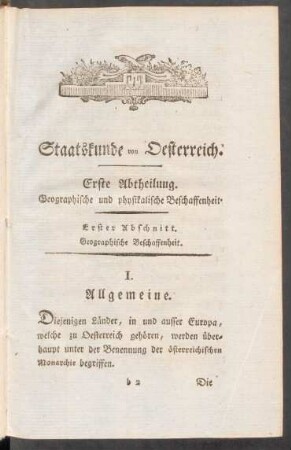 Staatskunde von Oesterreich.
Erste Abtheilung.
Geographische und physikalische Beschaffenheit.
Erster Abschnitt.
Geographische Beschaffenheit.
I.
Allgemeine.
Diejenigen Länder, in und ausser Europa,
welche zu Oesterreich gehören, werden über-
haupt unter der Benennung der österreichischen
Monarchie begriffen.
b 2 Die